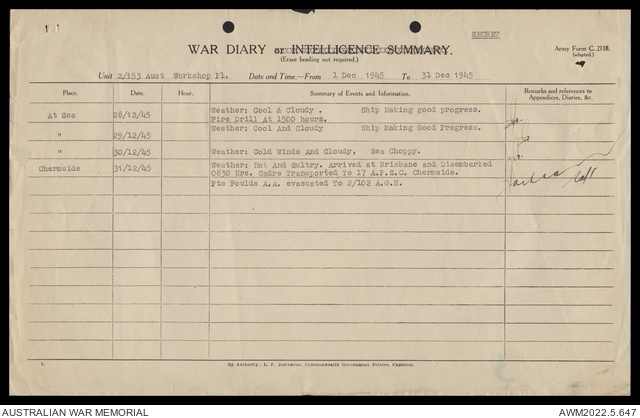 SECRET
WAR DIARY or INTELLIGENCE SUMMARY.
(Erase heading not required.)
Army Form C. 2118.
(adapted.)
Unit 2/153 Aust Workshop Pl. Date and Time.—From 1 Dec 1945 To 31 Dec 1945
Place. Date. Hour. Summary of Events and Information. Remarks and references to
Appendices, Diaries, &c.
At Sea 28/12/45 Weather: Cool & Cloudy . Ship Making good progress.
Fire Drill At 1500 hours.
" 29/12/45 Weather: Cool And Cloudy Ship Making Good Progress.
" 30/12/45 Weather: Cold Winds And Cloudy, Sea Choppy.
Chermside 31/12/45 Weather: Hot And Sultry. Arrived at Brisbane and Disembarked
0830 Hrs. Cadre Transported To 17 A.P.S.C. Chermside.
Pte Foulds A.A. evacuated To 2/102 A.G.H.
By Authority: L. F. Johnston, Commonwealth Government Printer, Canberra.
AUSTRALIAN WAR MEMORIAL AWM2022.5.647